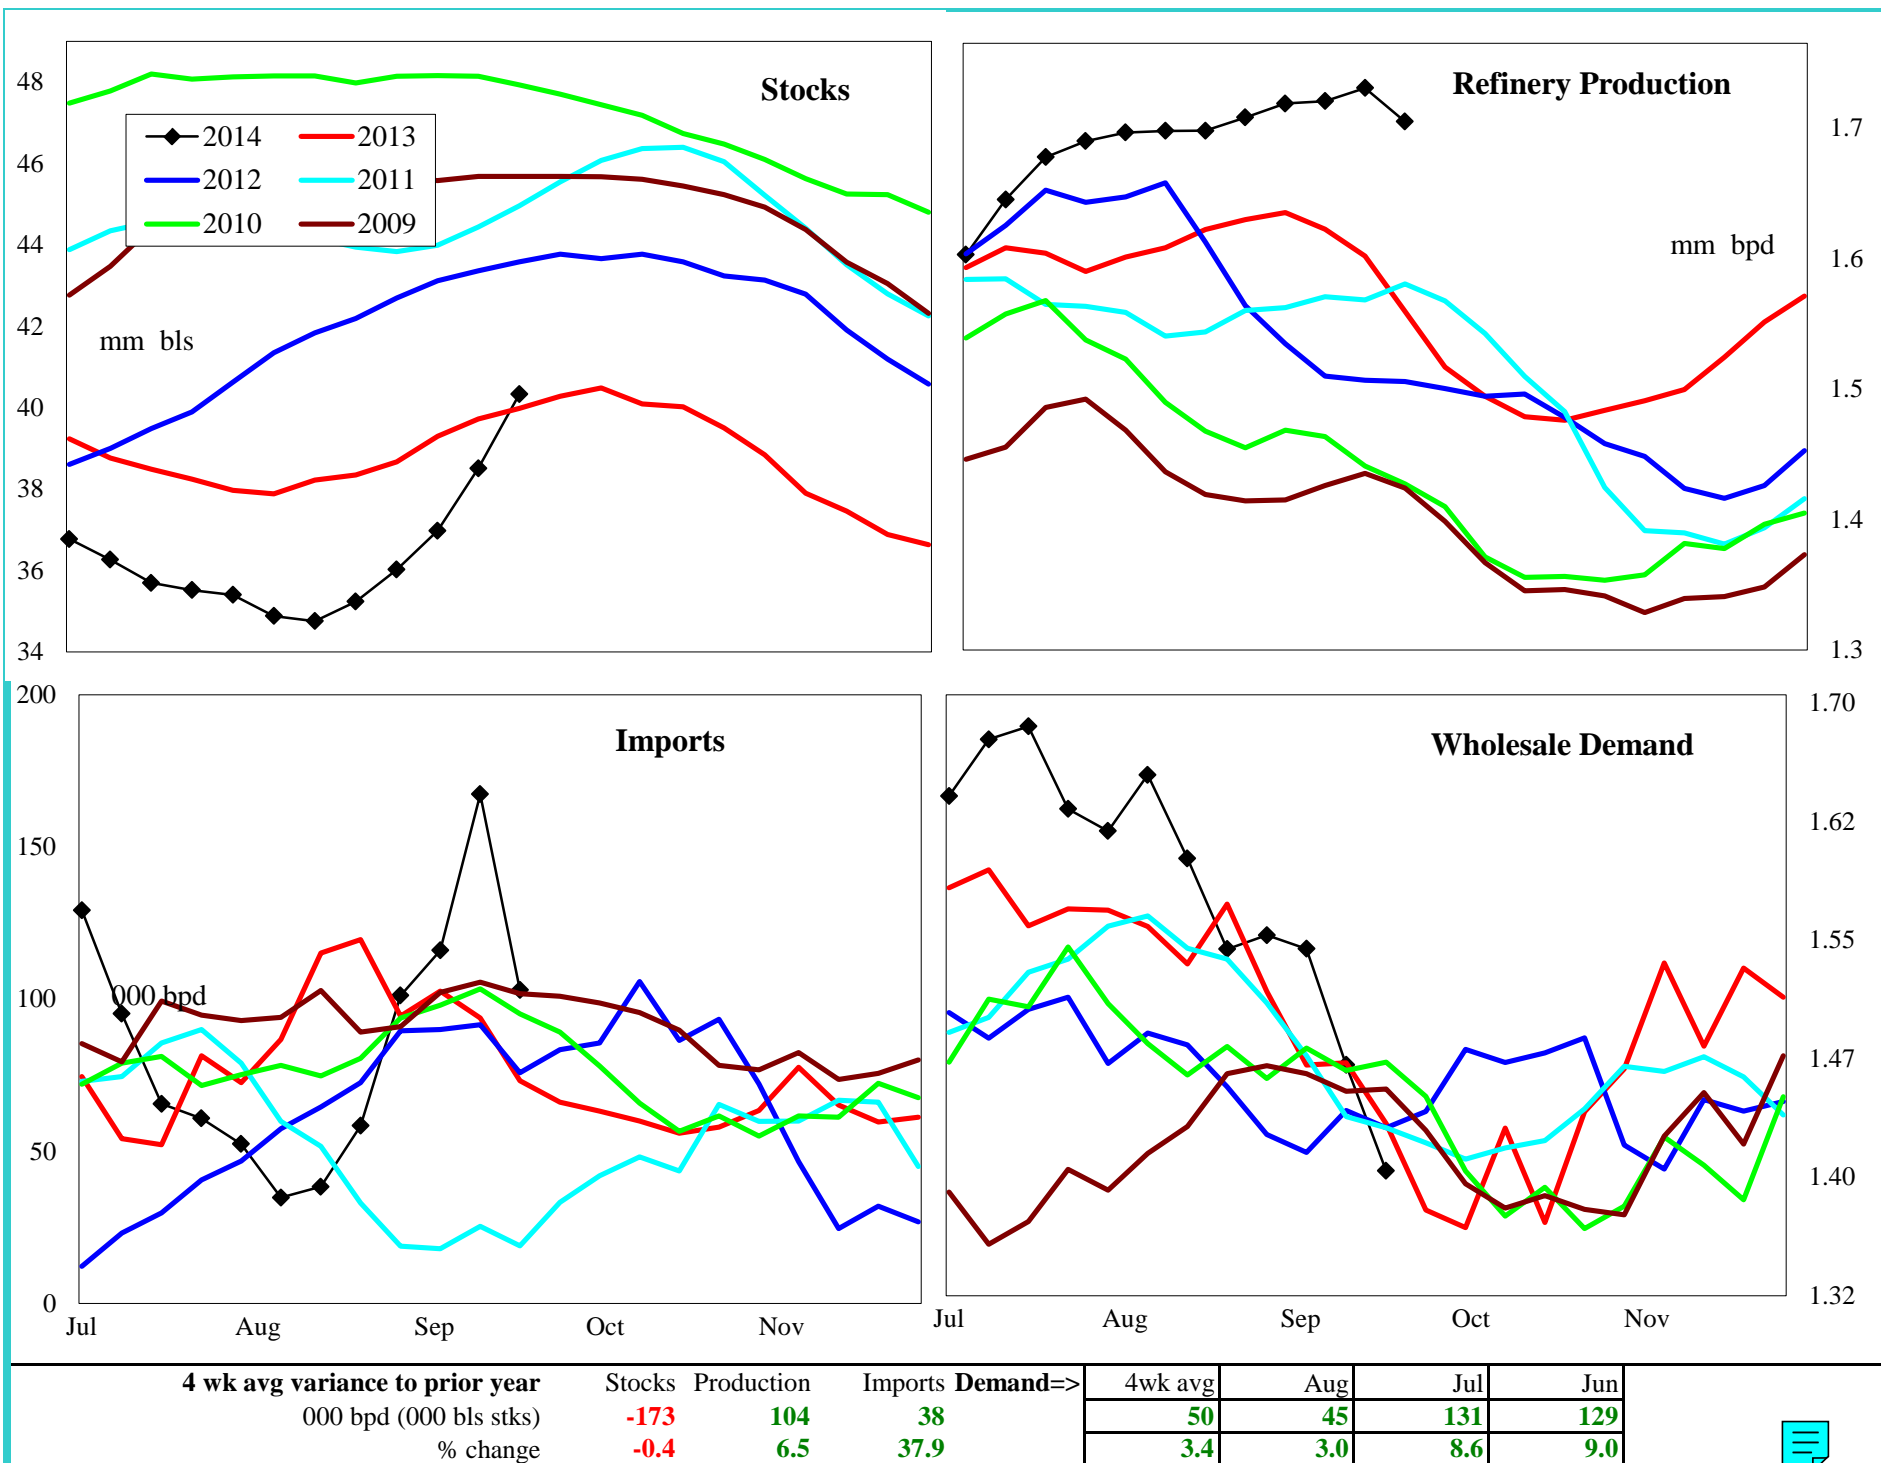 Stocks
48
46
44
42
40
38
36
34
2014
2013
2012
2011
2010
2009
mm bls
Refinery Production
mm bpd
1.7
1.6
1.5
1.4
1.3
Imports
200
150
100
50
0
000 bpd
Jul Aug Sep Oct Nov
Wholesale Demand
1.70
1.62
1.55
1.47
1.40
1.32
Jul Aug Sep Oct Nov
4 wk avg variance to prior year Stocks Production Imports Demand=> 4wk avg Aug Jul Jun
000 bpd (000 bls stks) -173 104 38 50 45 131 129
% change -0.4 6.5 37.9 3.4 3.0 8.6 9.0